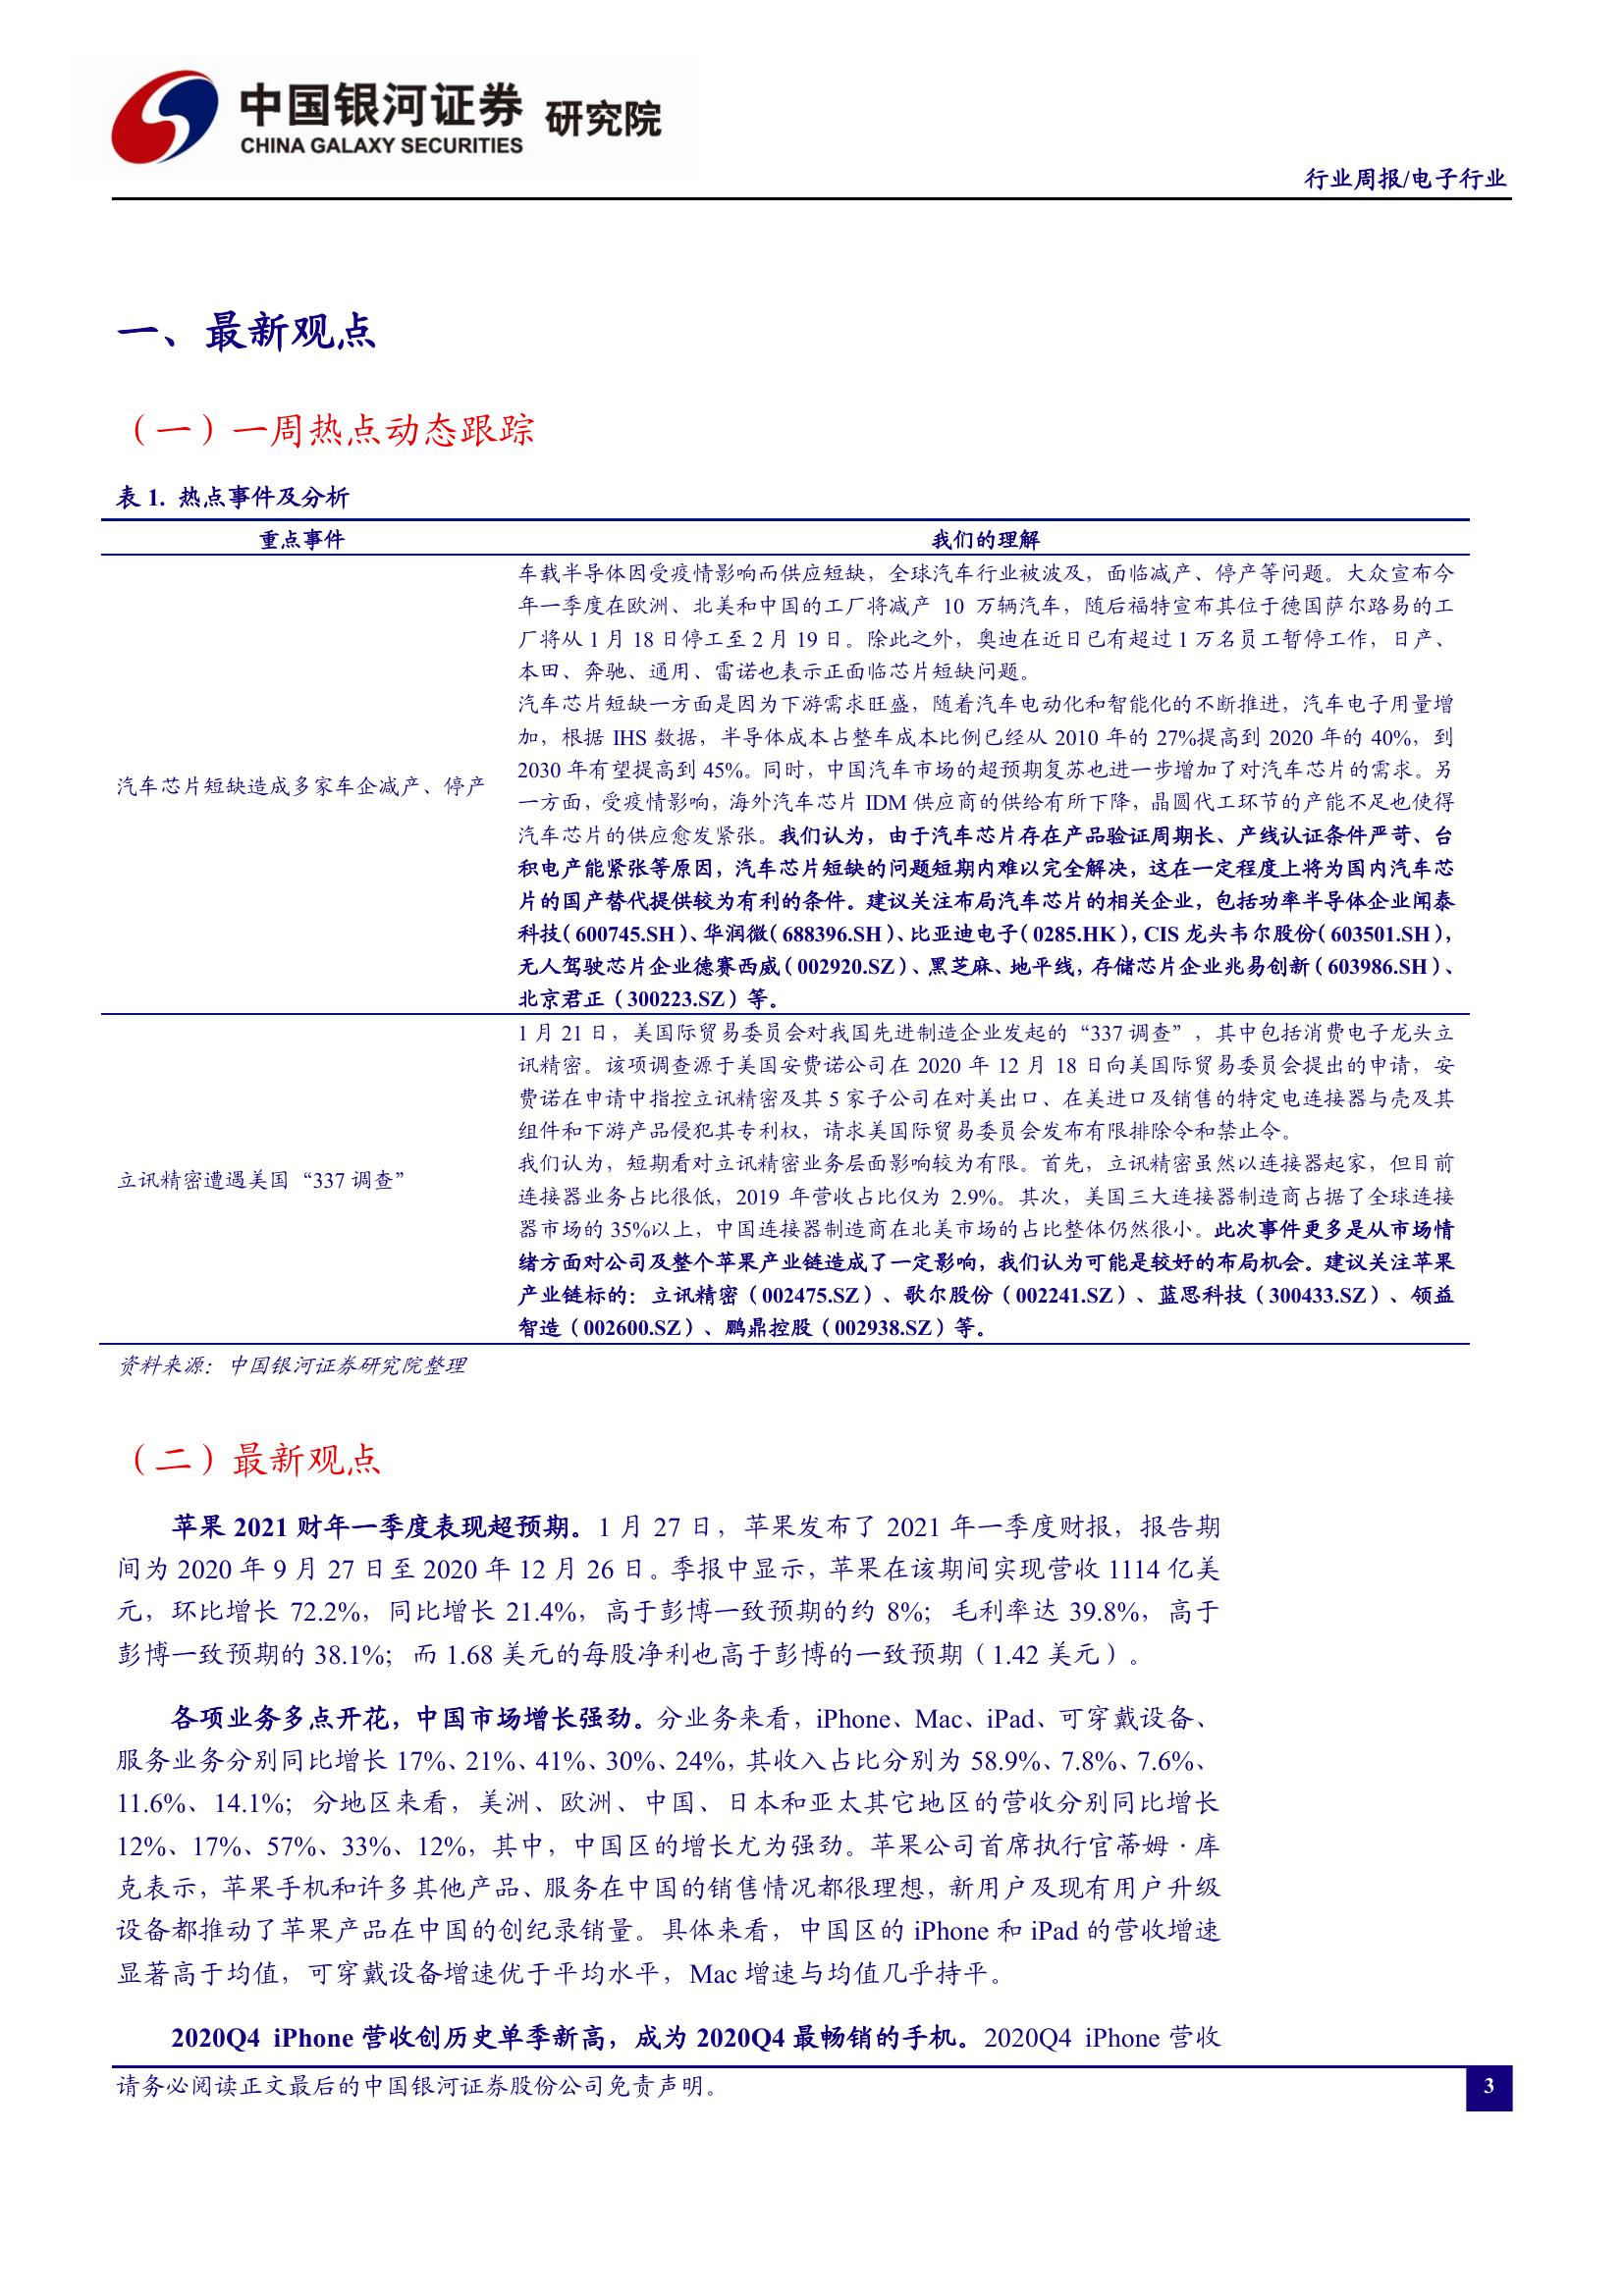 中国银河证券 研究院
CHINA GALAXY SECURITIES
行业周报/电子行业
一、最新观点
（一）一周热点动态跟踪
表 1. 热点事件及分析
重点事件 我们的理解
汽车芯片短缺造成多家车企减产、停产
车载半导体因受疫情影响而供应短缺，全球汽车行业被波及，面临减产、停产等问题。大众宣布今
年一季度在欧洲、北美和中国的工厂将减产 10 万辆汽车，随后福特宣布其位于德国萨尔路易的工
厂将从 1 月 18 日停工至 2 月 19 日。除此之外，奥迪在近日已有超过 1 万名员工暂停工作，日产、
本田、奔驰、通用、雷诺也表示正面临芯片短缺问题。
汽车芯片短缺一方面是因为下游需求旺盛，随着汽车电动化和智能化的不断推进，汽车电子用量增
加，根据 IHS 数据，半导体成本占整车成本比例已经从 2010 年的 27%提高到 2020 年的 40%，到
2030 年有望提高到 45%。同时，中国汽车市场的超预期复苏也进一步增加了对汽车芯片的需求。另
一方面，受疫情影响，海外汽车芯片 IDM 供应商的供给有所下降，晶圆代工环节的产能不足也使得
汽车芯片的供应愈发紧张。我们认为，由于汽车芯片存在产品验证周期长、产线认证条件严苛、台
积电产能紧张等原因，汽车芯片短缺的问题短期内难以完全解决，这在一定程度上将为国内汽车芯
片的国产替代提供较为有利的条件。建议关注布局汽车芯片的相关企业，包括功率半导体企业闻泰
科技（600745.SH）、华润微（688396.SH）、比亚迪电子（0285.HK），CIS 龙头韦尔股份（603501.SH），
无人驾驶芯片企业德赛西威（002920.SZ）、黑芝麻、地平线，存储芯片企业兆易创新（603986.SH）、
北京君正（300223.SZ）等。
立讯精密遭遇美国“337 调查”
1 月 21 日，美国际贸易委员会对我国先进制造企业发起的“337 调查”，其中包括消费电子龙头立
讯精密。该项调查源于美国安费诺公司在 2020 年 12 月 18 日向美国际贸易委员会提出的申请，安
费诺在申请中指控立讯精密及其 5 家子公司在对美出口、在美进口及销售的特定电连接器与壳及其
组件和下游产品侵犯其专利权，请求美国际贸易委员会发布有限排除令和禁止令。
我们认为，短期看对立讯精密业务层面影响较为有限。首先，立讯精密虽然以连接器起家，但目前
连接器业务占比很低，2019 年营收占比仅为 2.9%。其次，美国三大连接器制造商占据了全球连接
器市场的 35%以上，中国连接器制造商在北美市场的占比整体仍然很小。此次事件更多是从市场情
绪方面对公司及整个苹果产业链造成了一定影响，我们认为可能是较好的布局机会。建议关注苹果
产业链标的：立讯精密（002475.SZ）、歌尔股份（002241.SZ）、蓝思科技（300433.SZ）、领益
智造（002600.SZ）、鹏鼎控股（002938.SZ）等。
资料来源：中国银河证券研究院整理
（二）最新观点
苹果 2021 财年一季度表现超预期。1 月 27 日，苹果发布了 2021 年一季度财报，报告期
间为 2020 年 9 月 27 日至 2020 年 12 月 26 日。季报中显示，苹果在该期间实现营收 1114 亿美
元，环比增长 72.2%，同比增长 21.4%，高于彭博一致预期的约 8%；毛利率达 39.8%，高于
彭博一致预期的 38.1%；而 1.68 美元的每股净利也高于彭博的一致预期（1.42 美元）。
各项业务多点开花，中国市场增长强劲。分业务来看，iPhone、Mac、iPad、可穿戴设备、
服务业务分别同比增长 17%、21%、41%、30%、24%，其收入占比分别为 58.9%、7.8%、7.6%、
11.6%、14.1%；分地区来看，美洲、欧洲、中国、日本和亚太其它地区的营收分别同比增长
12%、17%、57%、33%、12%，其中，中国区的增长尤为强劲。苹果公司首席执行官蒂姆·库
克表示，苹果手机和许多其他产品、服务在中国的销售情况都很理想，新用户及现有用户升级
设备都推动了苹果产品在中国的创纪录销量。具体来看，中国区的 iPhone 和 iPad 的营收增速
显著高于均值，可穿戴设备增速优于平均水平，Mac 增速与均值几乎持平。
2020Q4 iPhone 营收创历史单季新高，成为 2020Q4 最畅销的手机。2020Q4 iPhone 营收
请务必阅读正文最后的中国银河证券股份公司免责声明。
3